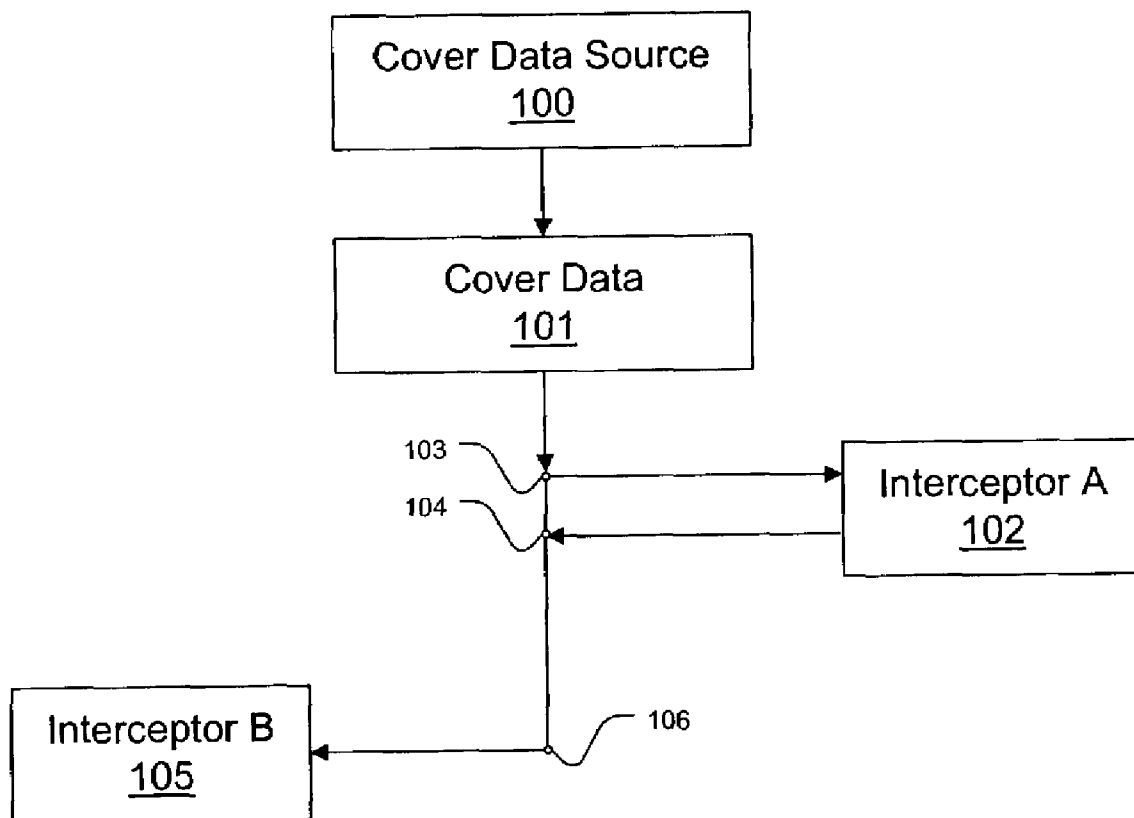 Cover Data Source
100
Cover Data
101
103
104
Interceptor A
102
Interceptor B
105
106